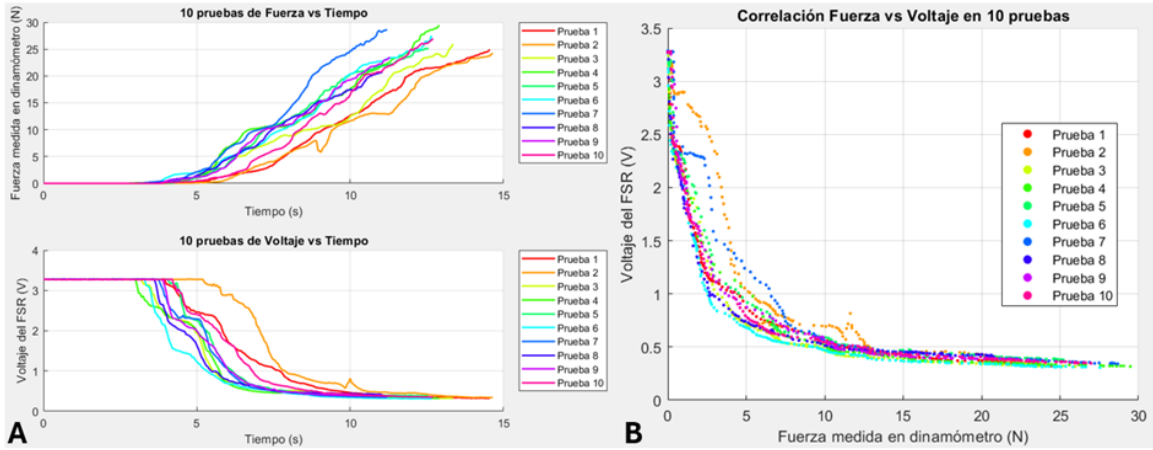 10 pruebas de Fuerza vs Tiempo
Fuerza medida en dinamómetro (N)
30
25
20
15
10
5
0
0 5 10 15
Tiempo (s)
Prueba 1
Prueba 2
Prueba 3
Prueba 4
Prueba 5
Prueba 6
Prueba 7
Prueba 8
Prueba 9
Prueba 10
10 pruebas de Voltaje vs Tiempo
Voltaje del FSR (V)
4
3
2
1
0
0 5 10 15
Tiempo (s)
Prueba 1
Prueba 2
Prueba 3
Prueba 4
Prueba 5
Prueba 6
Prueba 7
Prueba 8
Prueba 9
Prueba 10
A
Correlación Fuerza vs Voltaje en 10 pruebas
Voltaje del FSR (V)
3.5
3
2.5
2
1.5
1
0.5
0
0 5 10 15 20 25 30
Fuerza medida en dinamómetro (N)
Prueba 1
Prueba 2
Prueba 3
Prueba 4
Prueba 5
Prueba 6
Prueba 7
Prueba 8
Prueba 9
Prueba 10
B